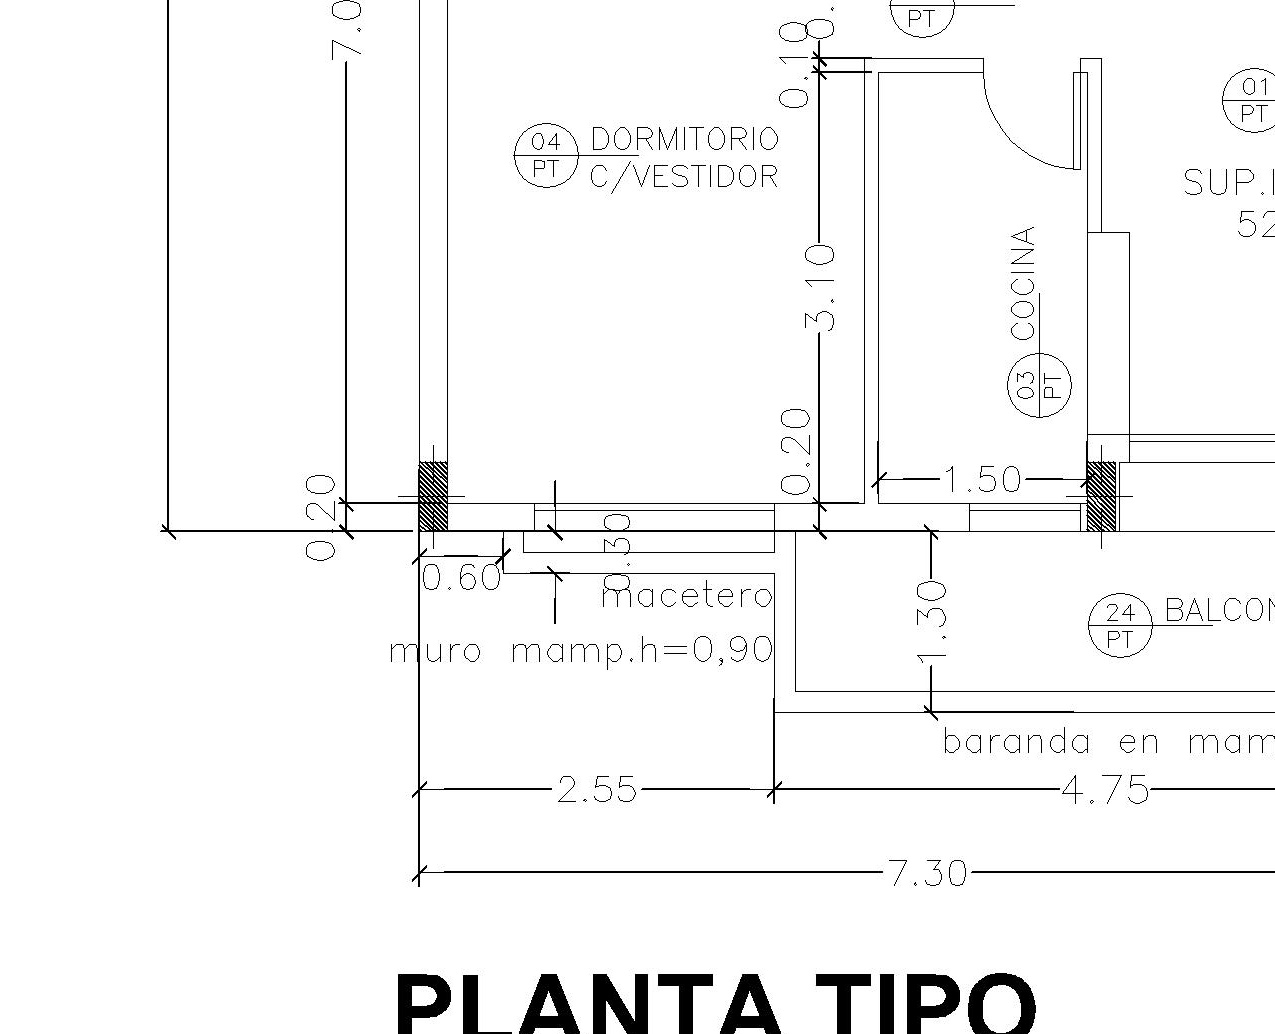 PT
7.0
0.10
0.
01
PT
04
PT
DORMITORIO
C/VESTIDOR
SUP.
52
COCINA
03
PT
3.10
0.20
1.50
0.20
0.30
0.60
macetero
muro mamp.h=0,90
1.30
24
PT
BALCON
baranda en mam
2.55
4.75
7.30
PLANTA TIPO